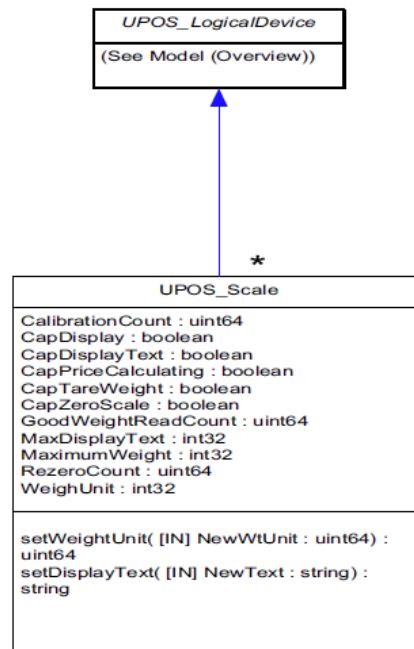 UPOS_LogicalDevice
(See Model (Overview))
*
UPOS_Scale
CalibrationCount : uint64
CapDisplay : boolean
CapDisplayText : boolean
CapPriceCalculating : boolean
CapTareWeight : boolean
CapZeroScale : boolean
GoodWeightReadCount : uint64
MaxDisplayText : int32
MaximumWeight : int32
RezeroCount : uint64
WeighUnit : int32
setWeightUnit( [IN] NewWtUnit : uint64) :
uint64
setDisplayText( [IN] NewText : string) :
string